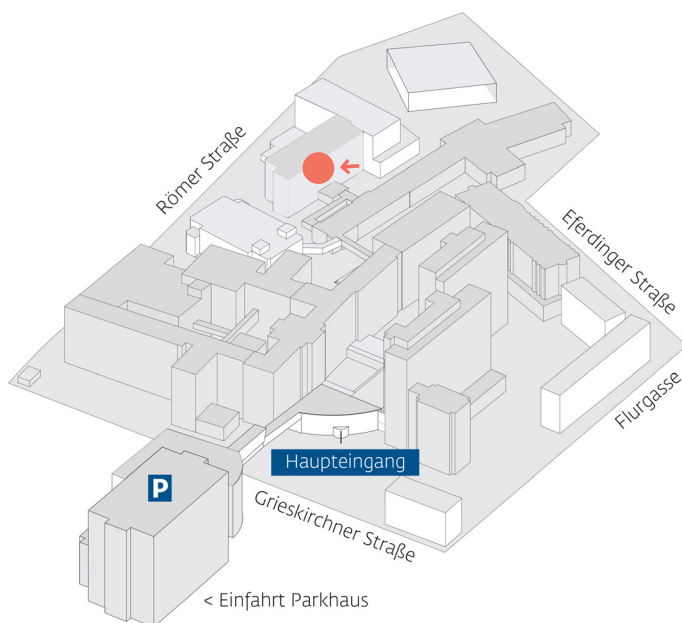 Römer Straße
Eferdinger Straße
Flurgasse
Haupteingang
P
Grieskirchner Straße
< Einfahrt Parkhaus